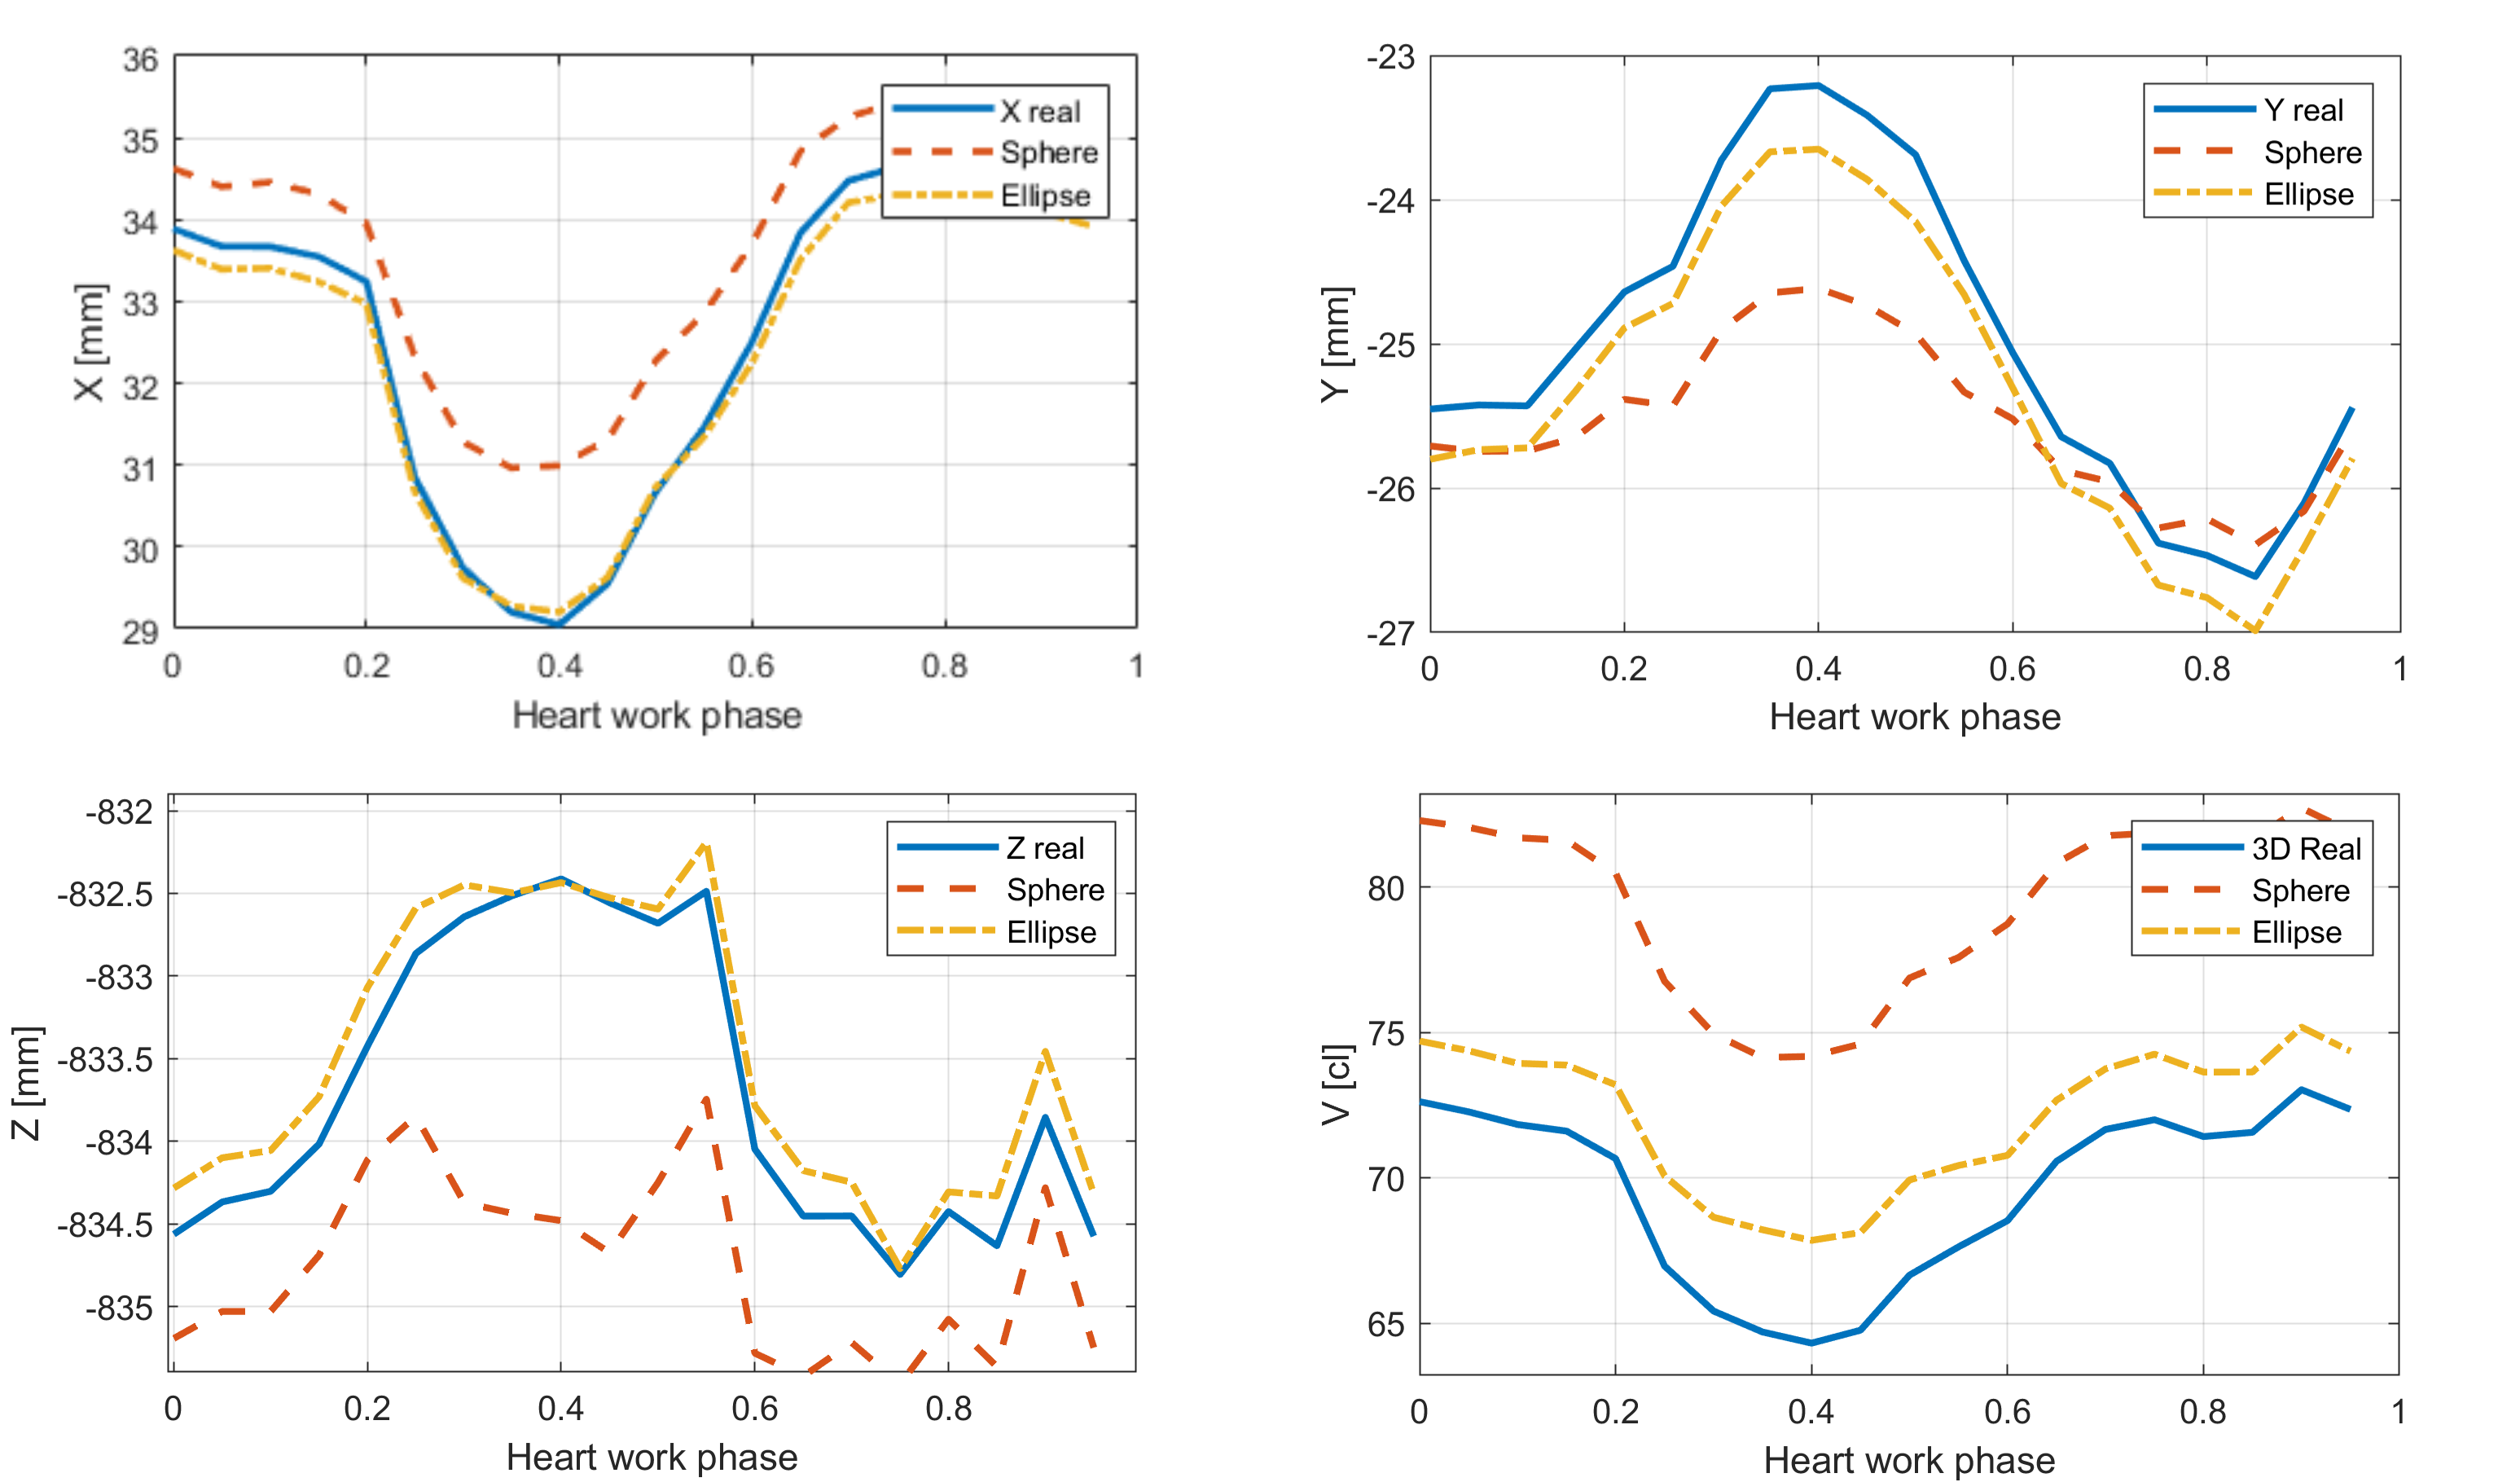 36
35
34
33
32
31
30
29
X [mm]
0 0.2 0.4 0.6 0.8 1
Heart work phase
X real
Sphere
Ellipse
-23
-24
-25
-26
-27
Y [mm]
0 0.2 0.4 0.6 0.8 1
Heart work phase
Y real
Sphere
Ellipse
-832
-832.5
-833
-833.5
-834
-834.5
-835
Z [mm]
0 0.2 0.4 0.6 0.8
Heart work phase
Z real
Sphere
Ellipse
80
75
70
65
V [cl]
0 0.2 0.4 0.6 0.8 1
Heart work phase
3D Real
Sphere
Ellipse